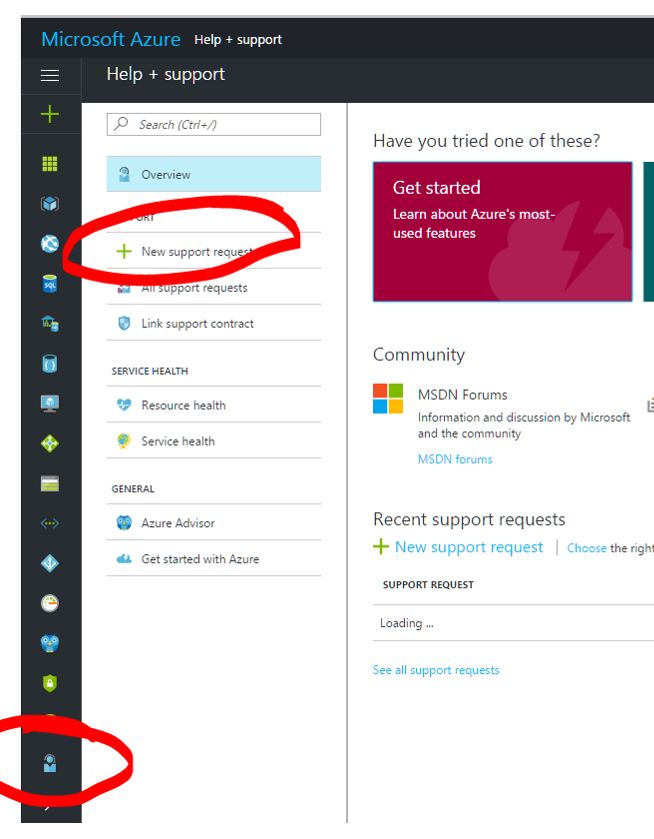 Microsoft Azure Help + support
Help + support
Search (Ctrl+/)
Overview
New support request
All support requests
Link support contract
SERVICE HEALTH
Resource health
Service health
GENERAL
Azure Advisor
Get started with Azure
Have you tried one of these?
Get started
Learn about Azure's most-
used features
Community
MSDN Forums
Information and discussion by Microsoft
and the community
MSDN forums
Recent support requests
New support request | Choose the right
SUPPORT REQUEST
Loading ...
See all support requests
SQL